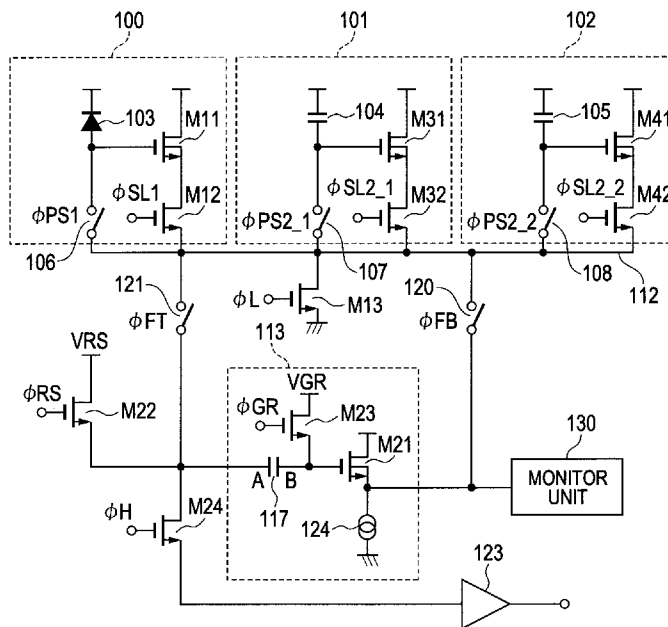 100
101
102
103
M11
104
M31
105
M41
φPS1
φSL1
M12
φPS2_1
φSL2_1
M32
φPS2_2
φSL2_2
M42
106
107
108
112
121
φFT
φL
M13
120
φFB
VRS
φRS
M22
113
VGR
φGR
M23
M21
130
MONITOR
UNIT
A
B
117
124
φH
M24
123